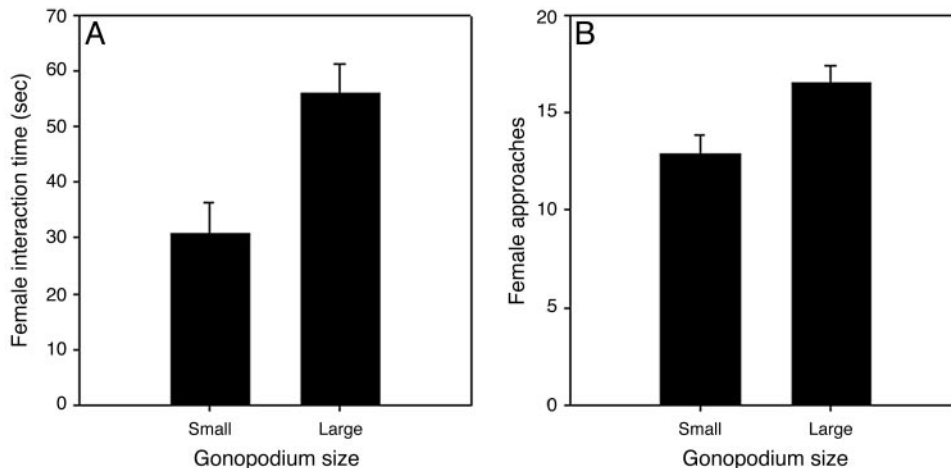 A
Female interaction time (sec)
70
60
50
40
30
20
10
0
Small
Large
Gonopodium size
B
Female approaches
20
15
10
5
0
Small
Large
Gonopodium size